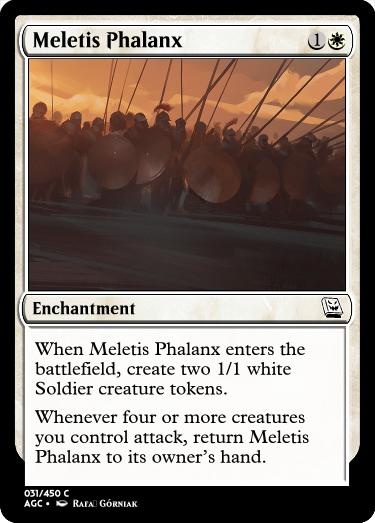 Meletis Phalanx 1
Enchantment
When Meletis Phalanx enters the
battlefield, create two 1/1 white
Soldier creature tokens.
Whenever four or more creatures
you control attack, return Meletis
Phalanx to its owner's hand.
031/450 C
AGC • Rafał Górniak